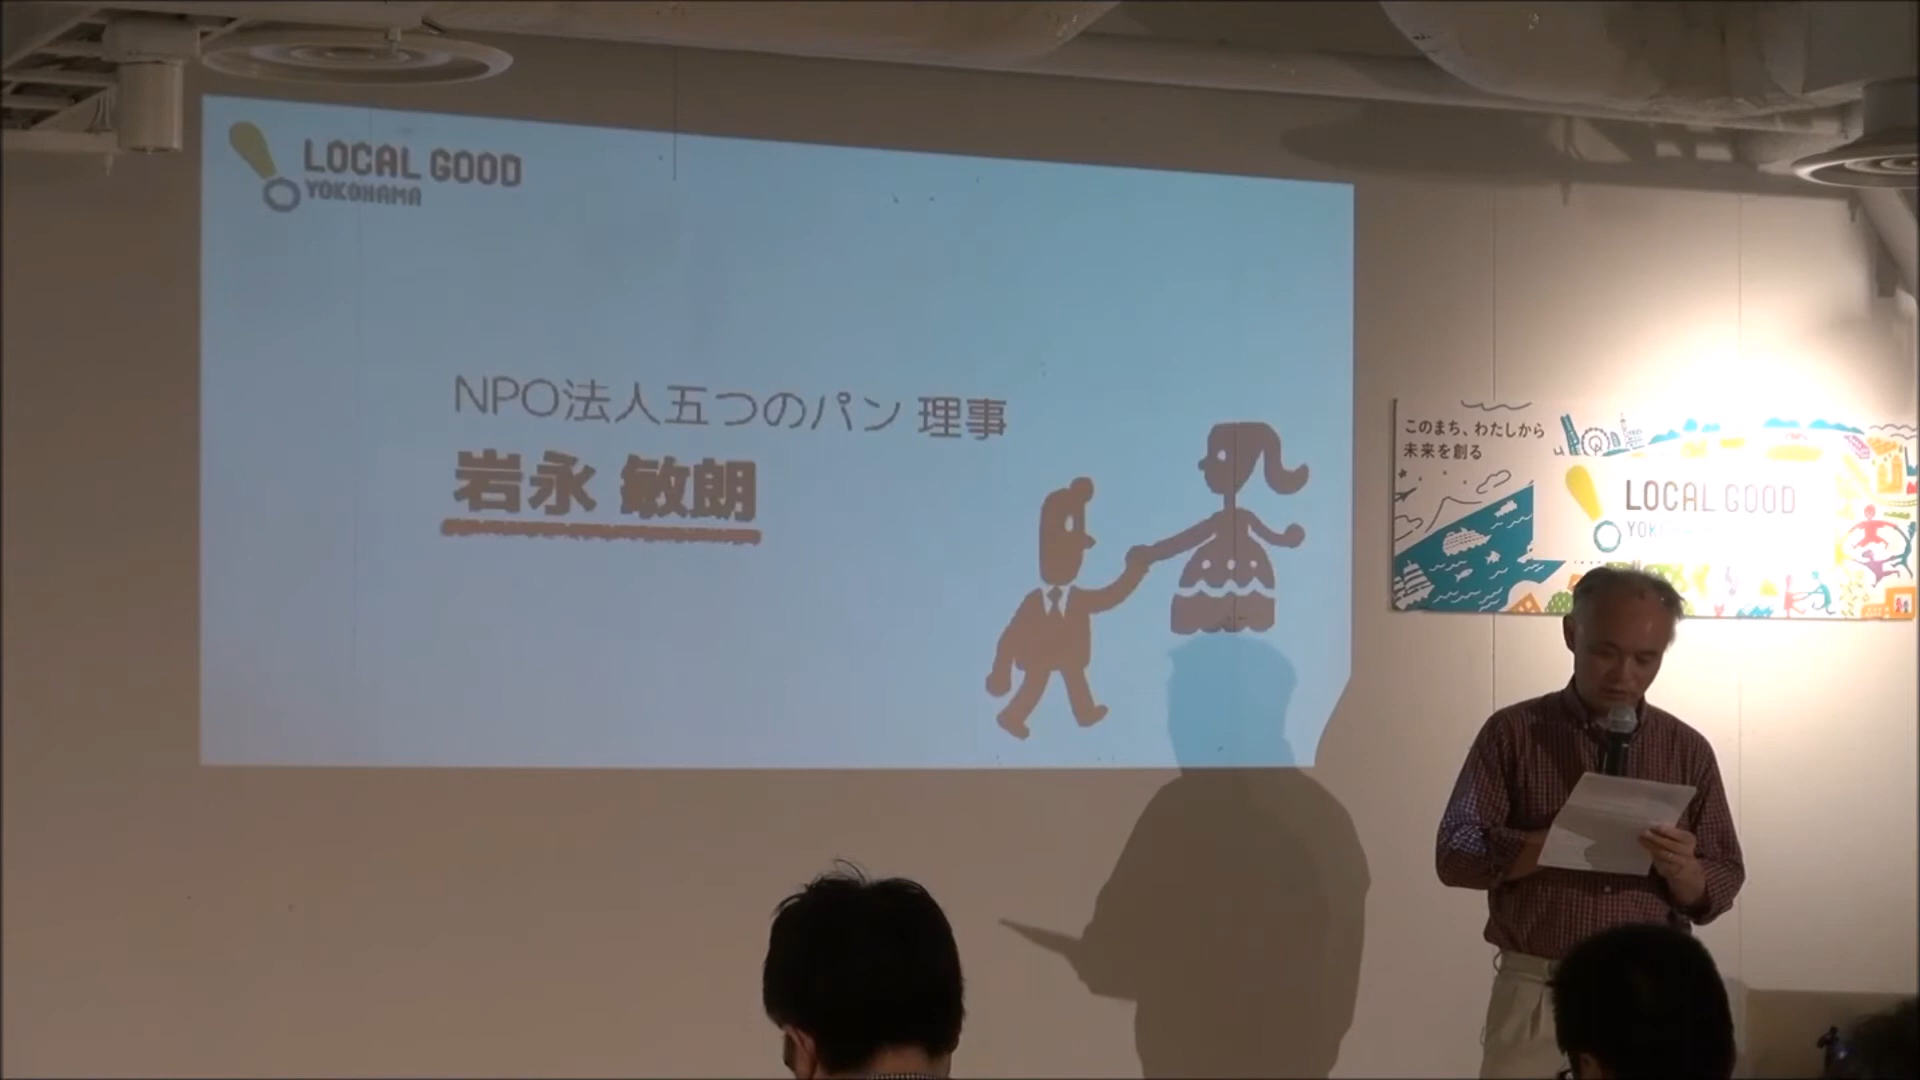 LOCAL GOOD
YOKOHAMA
NPO法人五つのパン 理事
岩永 敏朗
このまち、わたしから
未来を創る
LOCAL GOOD